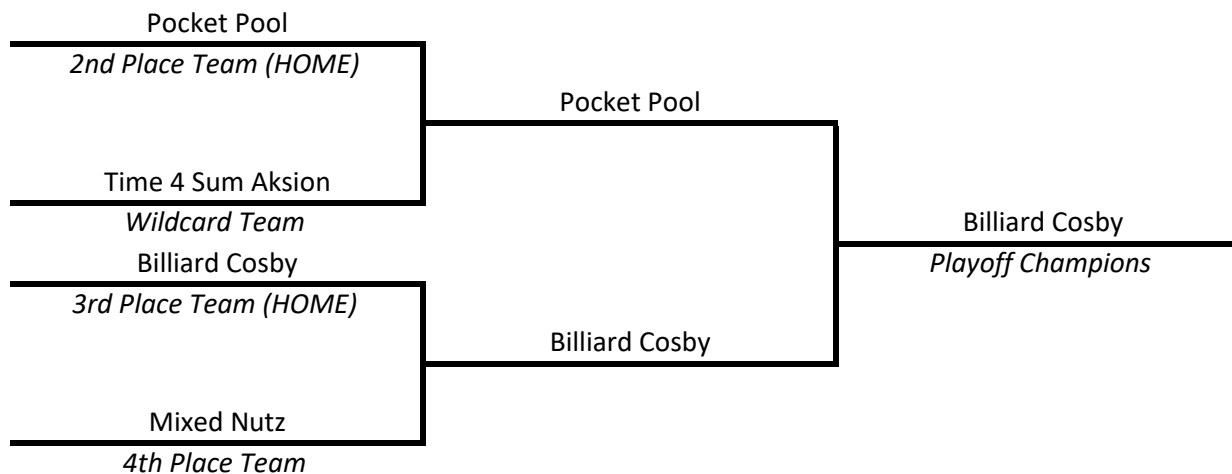 Pocket Pool
2nd Place Team (HOME)
Pocket Pool
Time 4 Sum Aksion
Wildcard Team
Billiard Cosby
Playoff Champions
Billiard Cosby
3rd Place Team (HOME)
Billiard Cosby
Mixed Nutz
4th Place Team